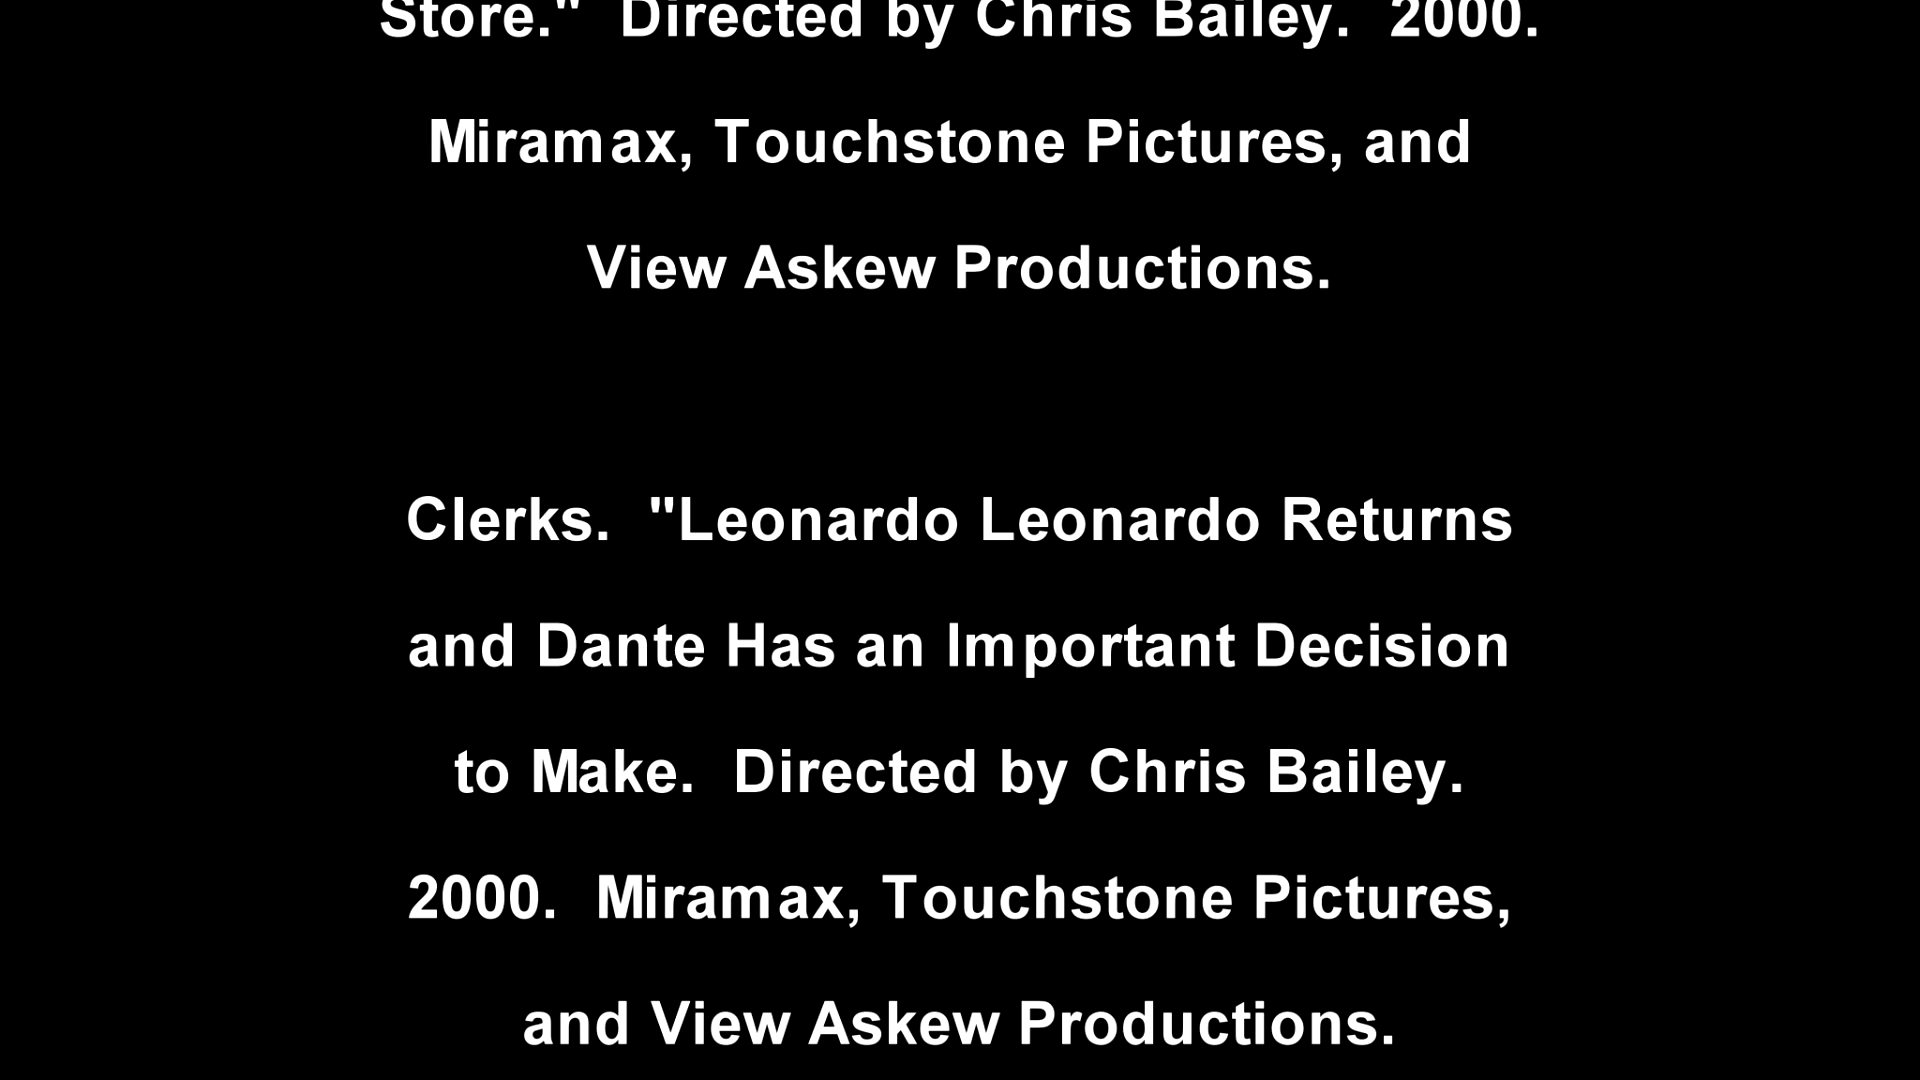 Store."  Directed by Chris Bailey.  2000.
Miramax, Touchstone Pictures, and
View Askew Productions.
Clerks.  "Leonardo Leonardo Returns
and Dante Has an Important Decision
to Make.  Directed by Chris Bailey.
2000.  Miramax, Touchstone Pictures,
and View Askew Productions.